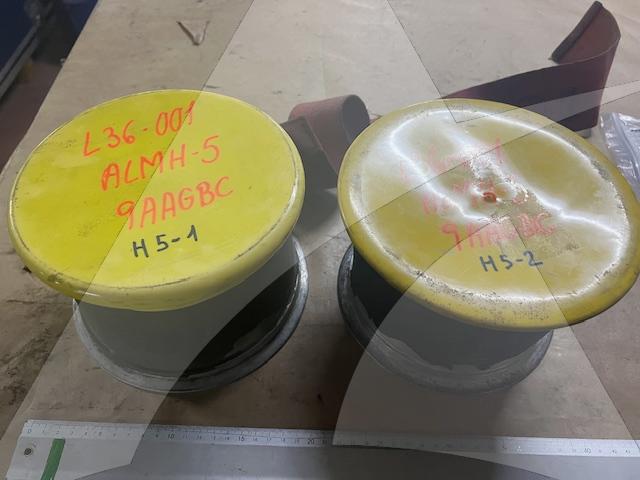 L36-001
ALMH-5
9AAGBC
H5-1
9AAGBC
H5-2